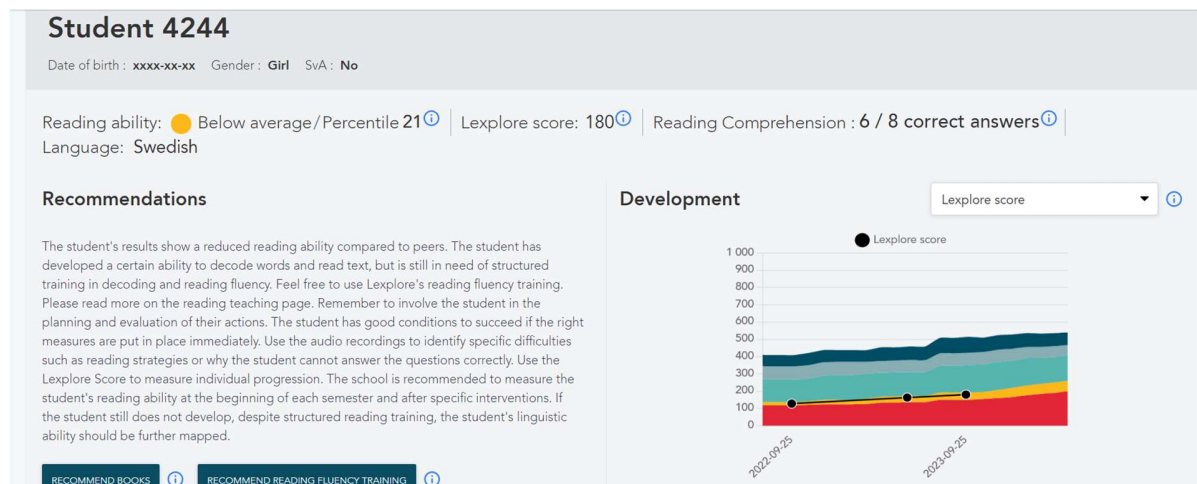 Student 4244
Date of birth : xxxx-xx-xx Gender : Girl SvA : No
Reading ability: Below average/Percentile 21 Lexplore score: 180 Reading Comprehension : 6 / 8 correct answers
Language: Swedish
Recommendations
The student's results show a reduced reading ability compared to peers. The student has
developed a certain ability to decode words and read text, but is still in need of structured
training in decoding and reading fluency. Feel free to use Lexplore's reading fluency training.
Please read more on the reading teaching page. Remember to involve the student in the
planning and evaluation of their actions. The student has good conditions to succeed if the right
measures are put in place immediately. Use the audio recordings to identify specific difficulties
such as reading strategies or why the student cannot answer the questions correctly. Use the
Lexplore Score to measure individual progression. The school is recommended to measure the
student's reading ability at the beginning of each semester and after specific interventions. If
the student still does not develop, despite structured reading training, the student's linguistic
ability should be further mapped.
RECOMMEND BOOKS RECOMMEND READING FLUENCY TRAINING
Development
Lexplore score
Lexplore score
1 000
900
800
700
600
500
400
300
200
100
0
2022-09-25
2023-09-25